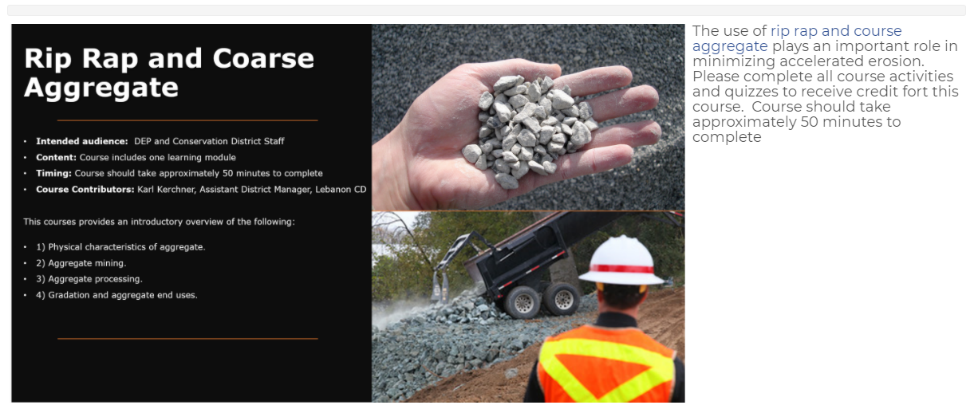 Rip Rap and Coarse
Aggregate
• Intended audience: DEP and Conservation District Staff
• Content: Course includes one learning module
• Timing: Course should take approximately 50 minutes to complete
• Course Contributors: Karl Kerchner, Assistant District Manager, Lebanon CD
This courses provides an introductory overview of the following:
• 1) Physical characteristics of aggregate.
• 2) Aggregate mining.
• 3) Aggregate processing.
• 4) Gradation and aggregate end uses.
The use of rip rap and course
aggregate plays an important role in
minimizing accelerated erosion.
Please complete all course activities
and quizzes to receive credit fort this
course. Course should take
approximately 50 minutes to
complete